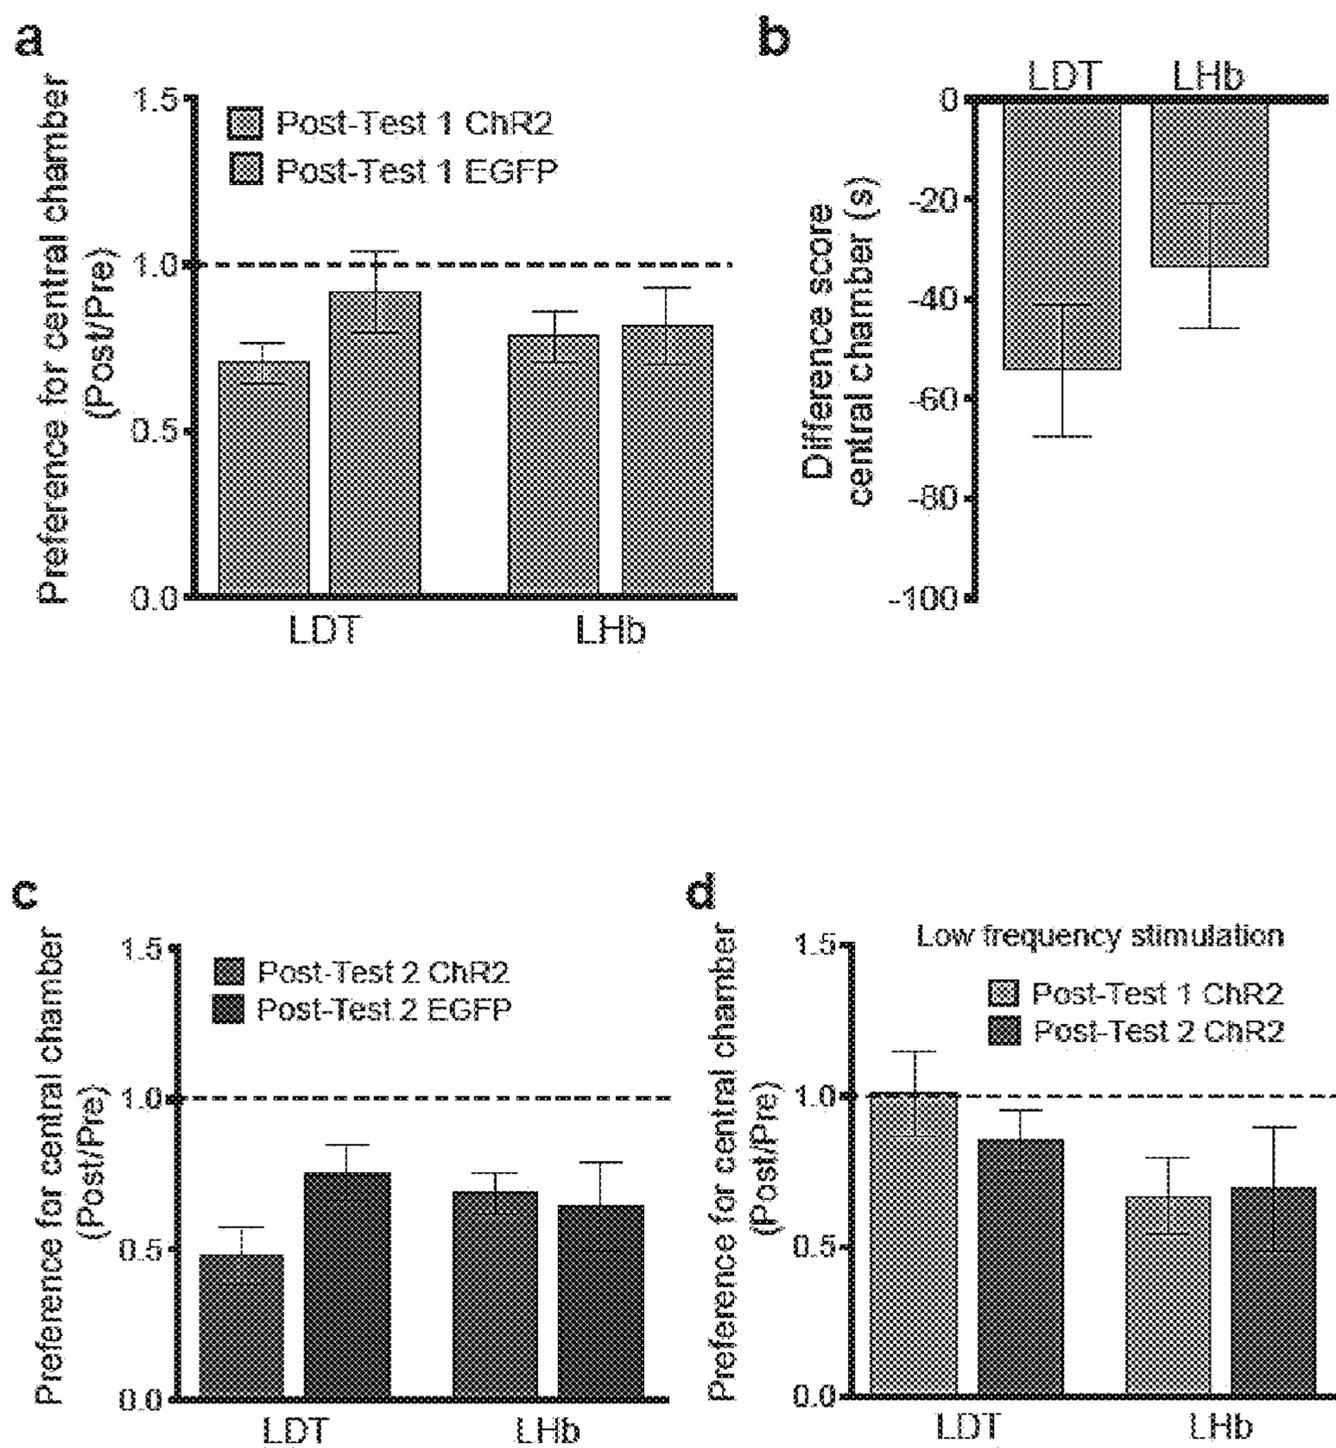 a
Preference for central chamber
(Post/Pre)
1.5
1.0
0.5
0.0
Post-Test 1 ChR2
Post-Test 1 EGFP
LDT
LHb
b
Difference score
central chamber (s)
LDT
LHb
0
-20
-40
-60
-80
-100
c
Preference for central chamber
(Post/Pre)
1.5
1.0
0.5
0.0
Post-Test 2 ChR2
Post-Test 2 EGFP
LDT
LHb
d
Preference for central chamber
(Post/Pre)
1.5
1.0
0.5
0.0
Low frequency stimulation
Post-Test 1 ChR2
Post-Test 2 ChR2
LDT
LHb